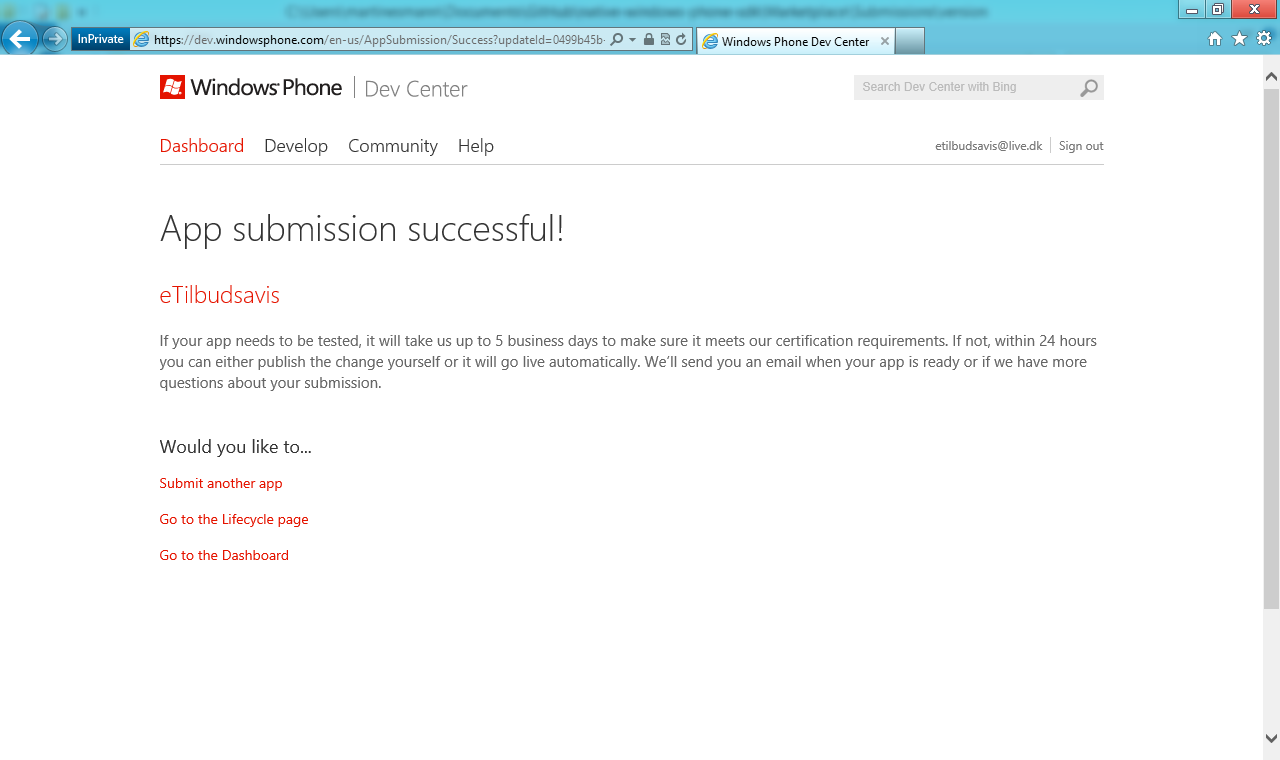 InPrivate https://dev.windowsphone.com/en-us/AppSubmission/Success?updateId=0499b45b- Windows Phone Dev Center
Windows Phone Dev Center Search Dev Center with Bing
Dashboard Develop Community Help etilbudsavis@live.dk Sign out
App submission successful!
eTilbudsavis
If your app needs to be tested, it will take us up to 5 business days to make sure it meets our certification requirements. If not, within 24 hours
you can either publish the change yourself or it will go live automatically. We'll send you an email when your app is ready or if we have more
questions about your submission.
Would you like to...
Submit another app
Go to the Lifecycle page
Go to the Dashboard